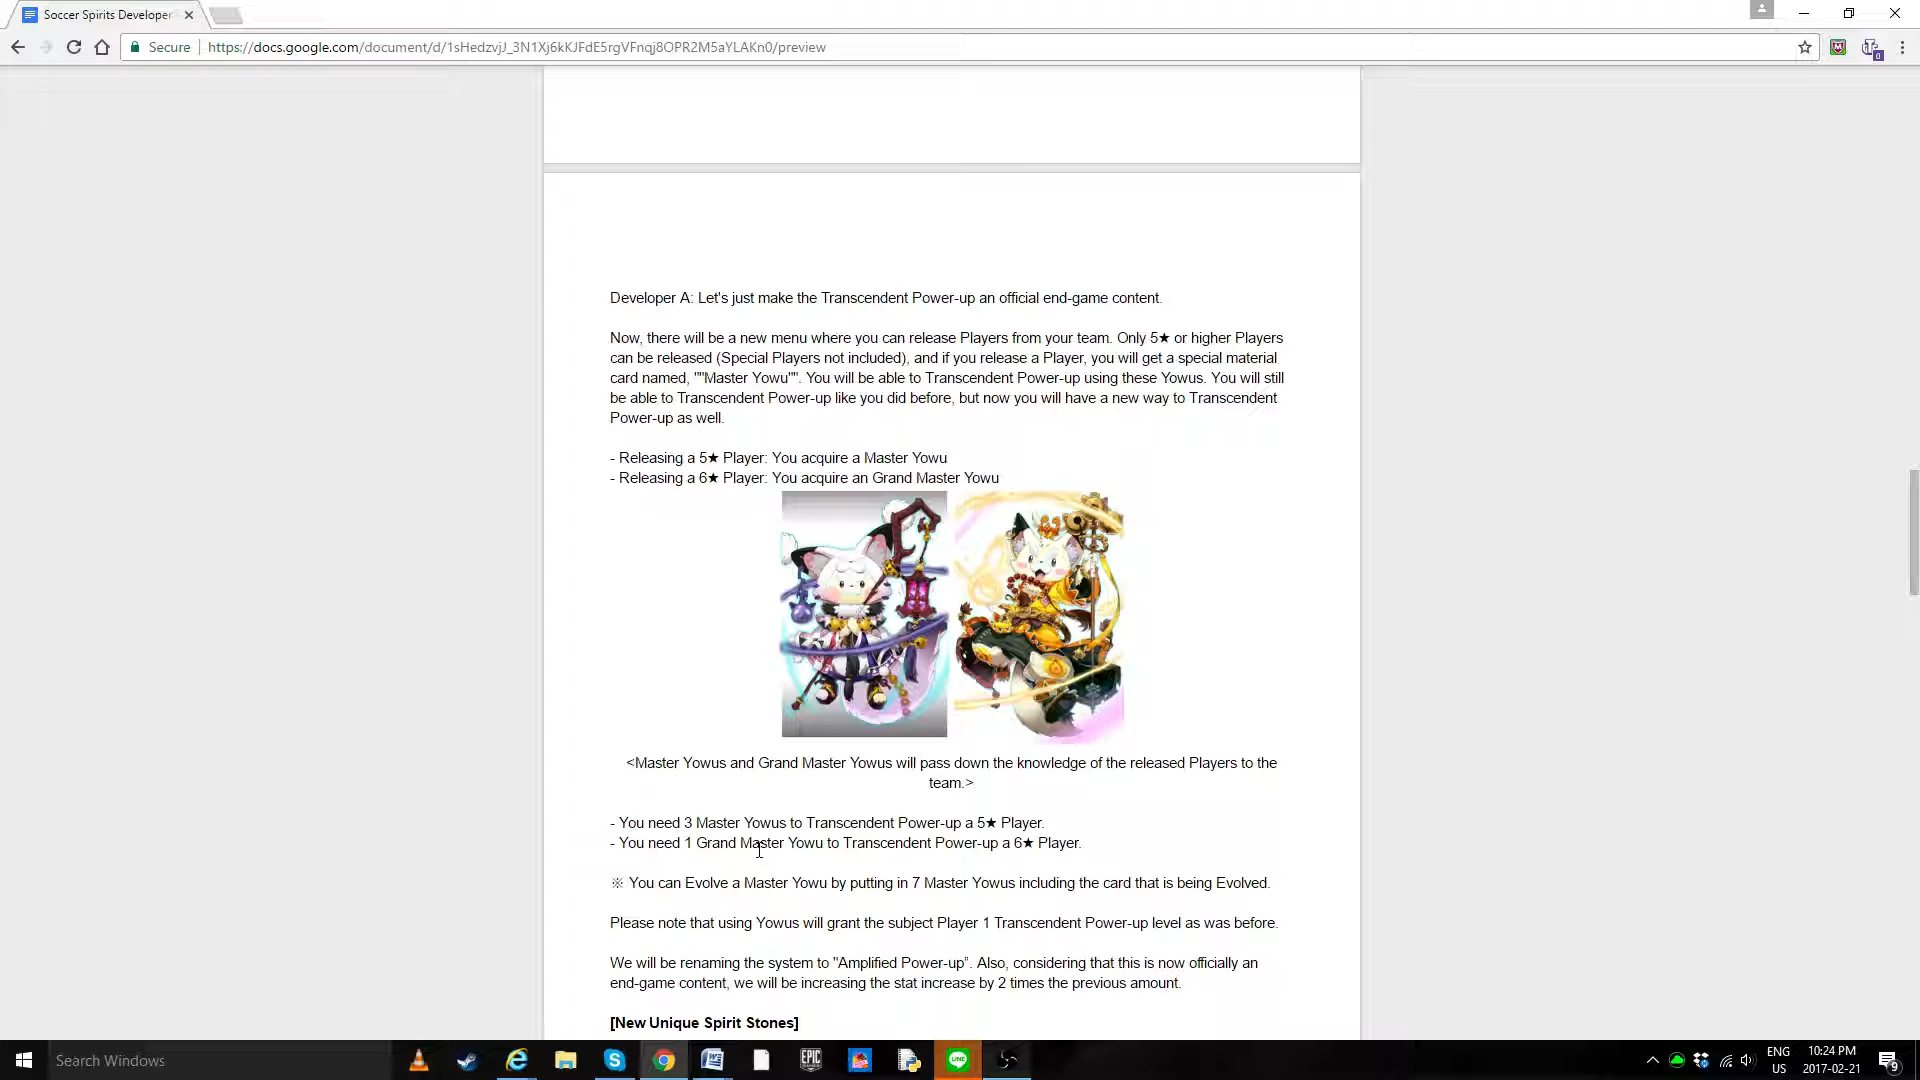 Soccer Spirits Developer
Secure
https://docs.google.com/document/d/1sHedzvjJ_3N1Xj6kKJFdE5rgVFnqj8OPR2M5aYLAKn0/preview
0
Developer A: Let's just make the Transcendent Power-up an official end-game content.
Now, there will be a new menu where you can release Players from your team. Only 5★ or higher Players
can be released (Special Players not included), and if you release a Player, you will get a special material
card named, ""Master Yowu"". You will be able to Transcendent Power-up using these Yowus. You will still
be able to Transcendent Power-up like you did before, but now you will have a new way to Transcendent
Power-up as well.
- Releasing a 5★ Player: You acquire a Master Yowu
- Releasing a 6★ Player: You acquire an Grand Master Yowu
<Master Yowus and Grand Master Yowus will pass down the knowledge of the released Players to the
team.>
- You need 3 Master Yowus to Transcendent Power-up a 5★ Player.
- You need 1 Grand Master Yowu to Transcendent Power-up a 6★ Player.
※ You can Evolve a Master Yowu by putting in 7 Master Yowus including the card that is being Evolved.
Please note that using Yowus will grant the subject Player 1 Transcendent Power-up level as was before.
We will be renaming the system to "Amplified Power-up". Also, considering that this is now officially an
end-game content, we will be increasing the stat increase by 2 times the previous amount.
[New Unique Spirit Stones]
Search Windows
EPIC
GAMES
LINE
ENG
US
10:24 PM
2017-02-21
9